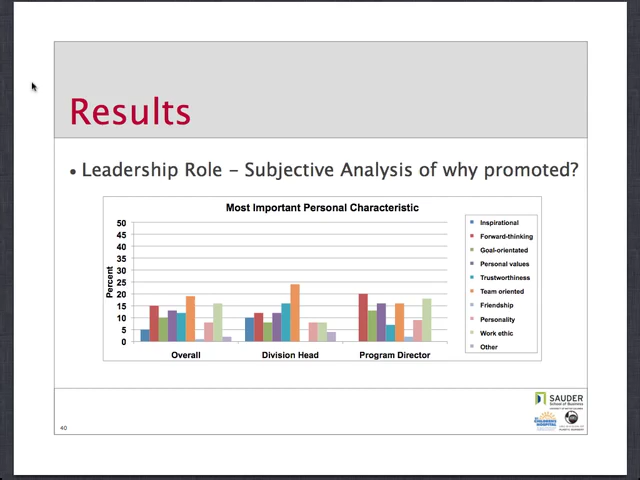 Results
• Leadership Role – Subjective Analysis of why promoted?
Most Important Personal Characteristic
Percent
50
45
40
35
30
25
20
15
10
5
0
Overall
Division Head
Program Director
Inspirational
Forward-thinking
Goal-orientated
Personal values
Trustworthiness
Team oriented
Friendship
Personality
Work ethic
Other
SAUDER
School of Business
40